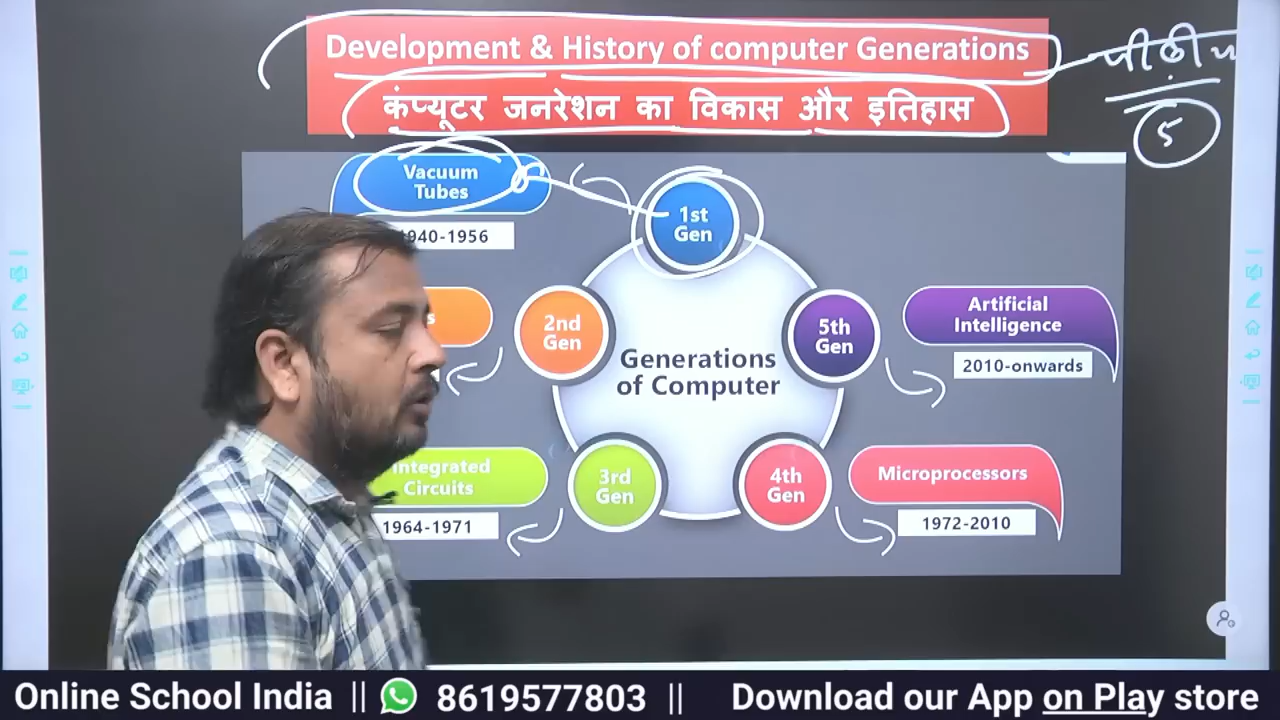 Development & History of computer Generations
कंप्यूटर जनरेशन का विकास और इतिहास
5
Vacuum
Tubes
1940-1956
1st
Gen
2nd
Gen
5th
Gen
Artificial
Intelligence
2010-onwards
Generations
of Computer
Integrated
Circuits
1964-1971
3rd
Gen
4th
Gen
Microprocessors
1972-2010
Online School India || 8619577803 || Download our App on Play store